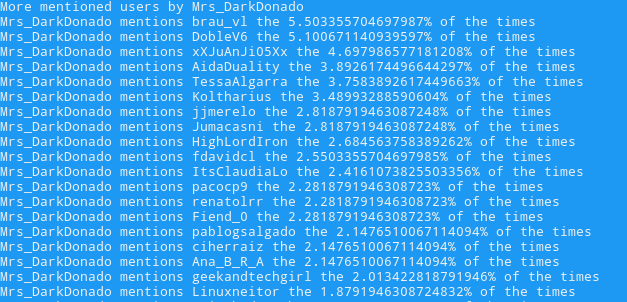 More mentioned users by Mrs_DarkDonado
Mrs_DarkDonado mentions brau_vl the 5.503355704697987% of the times
Mrs_DarkDonado mentions DobleV6 the 5.100671140939597% of the times
Mrs_DarkDonado mentions xXJuAnJi05Xx the 4.697986577181208% of the times
Mrs_DarkDonado mentions AidaDuality the 3.8926174496644297% of the times
Mrs_DarkDonado mentions TessaAlgarra the 3.7583892617449663% of the times
Mrs_DarkDonado mentions Koltharius the 3.48993288590604% of the times
Mrs_DarkDonado mentions jjmerelo the 2.8187919463087248% of the times
Mrs_DarkDonado mentions Jumacasni the 2.8187919463087248% of the times
Mrs_DarkDonado mentions HighLordIron the 2.684563758389262% of the times
Mrs_DarkDonado mentions fdavidcl the 2.5503355704697985% of the times
Mrs_DarkDonado mentions ItsClaudiaLo the 2.4161073825503356% of the times
Mrs_DarkDonado mentions pacocp9 the 2.2818791946308723% of the times
Mrs_DarkDonado mentions renatolrr the 2.2818791946308723% of the times
Mrs_DarkDonado mentions Fiend_0 the 2.2818791946308723% of the times
Mrs_DarkDonado mentions pablogsalgado the 2.1476510067114094% of the times
Mrs_DarkDonado mentions ciherraiz the 2.1476510067114094% of the times
Mrs_DarkDonado mentions Ana_B_R_A the 2.1476510067114094% of the times
Mrs_DarkDonado mentions geekandtechgirl the 2.013422818791946% of the times
Mrs_DarkDonado mentions Linuxneitor the 1.8791946308724832% of the times